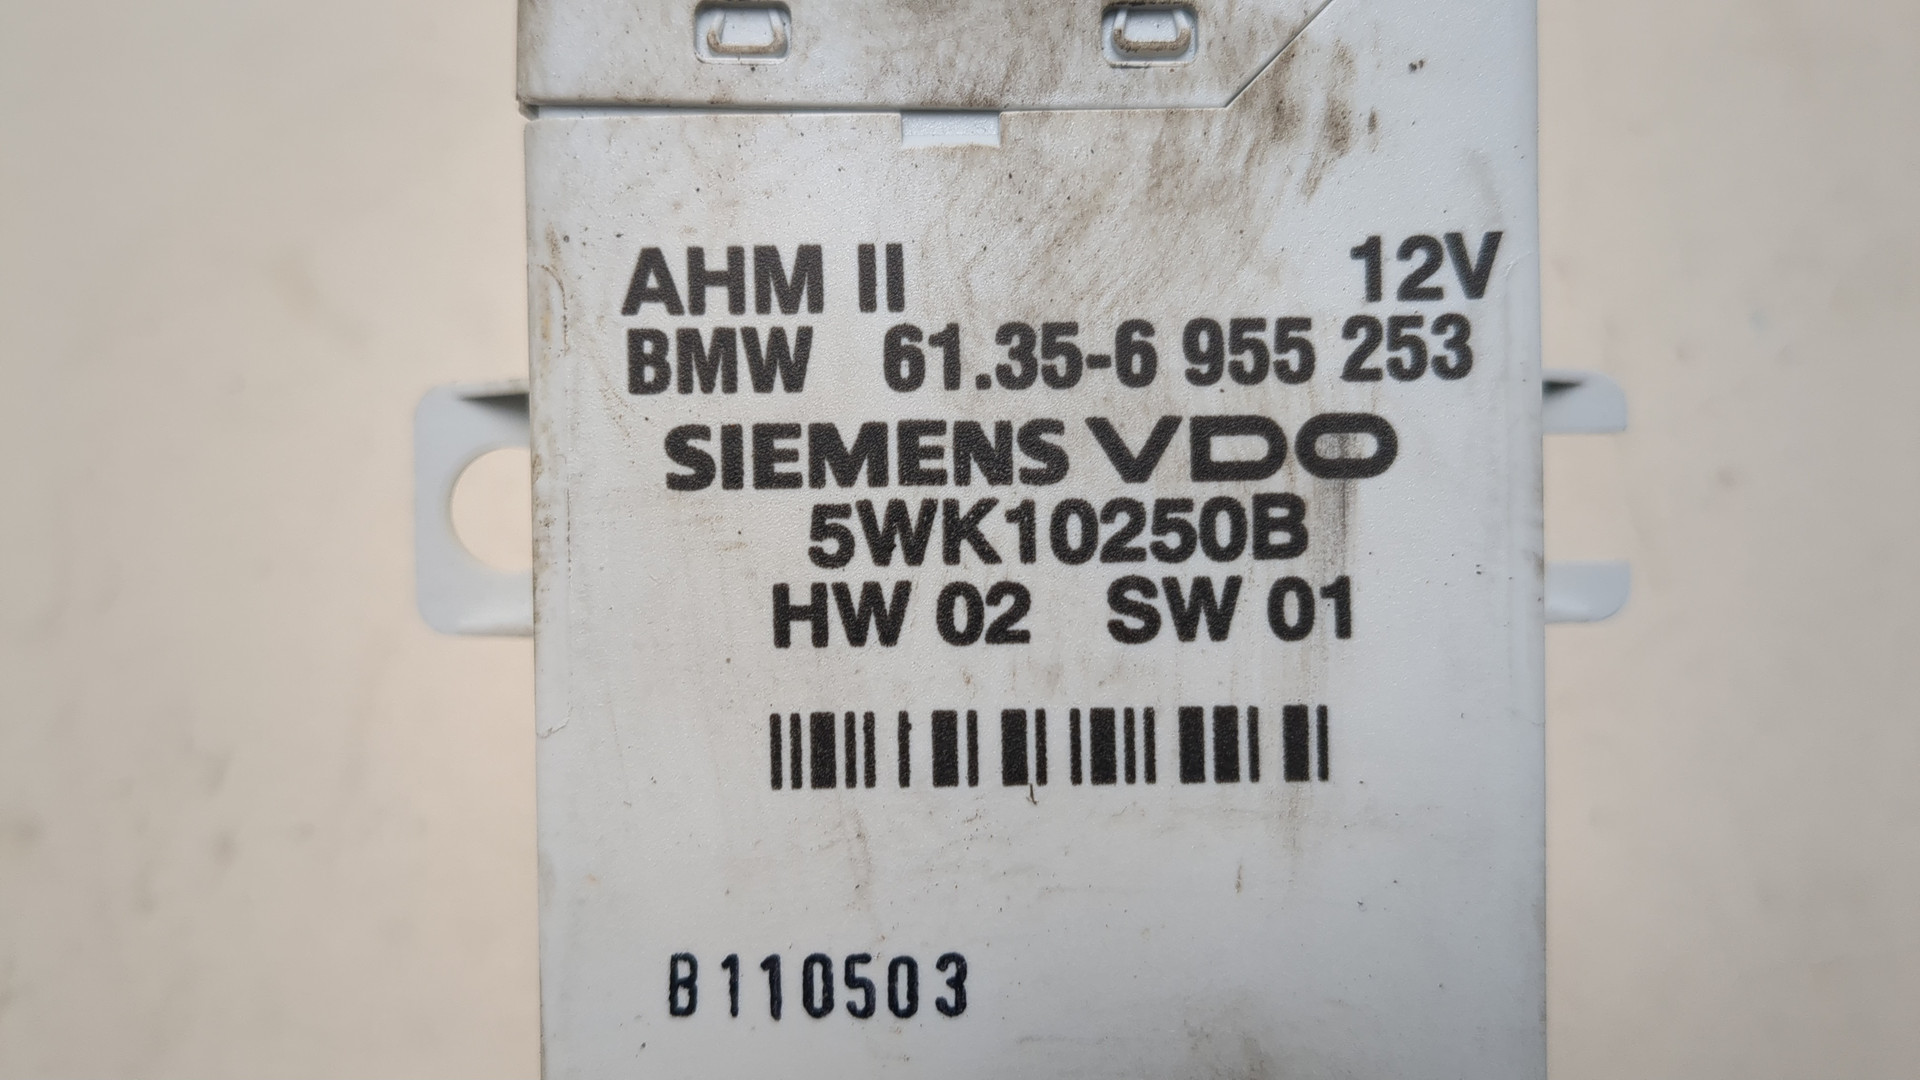 AHM II 12V
BMW 61.35-6 955 253
SIEMENS VDO
5WK10250B
HW 02 SW 01
B110503